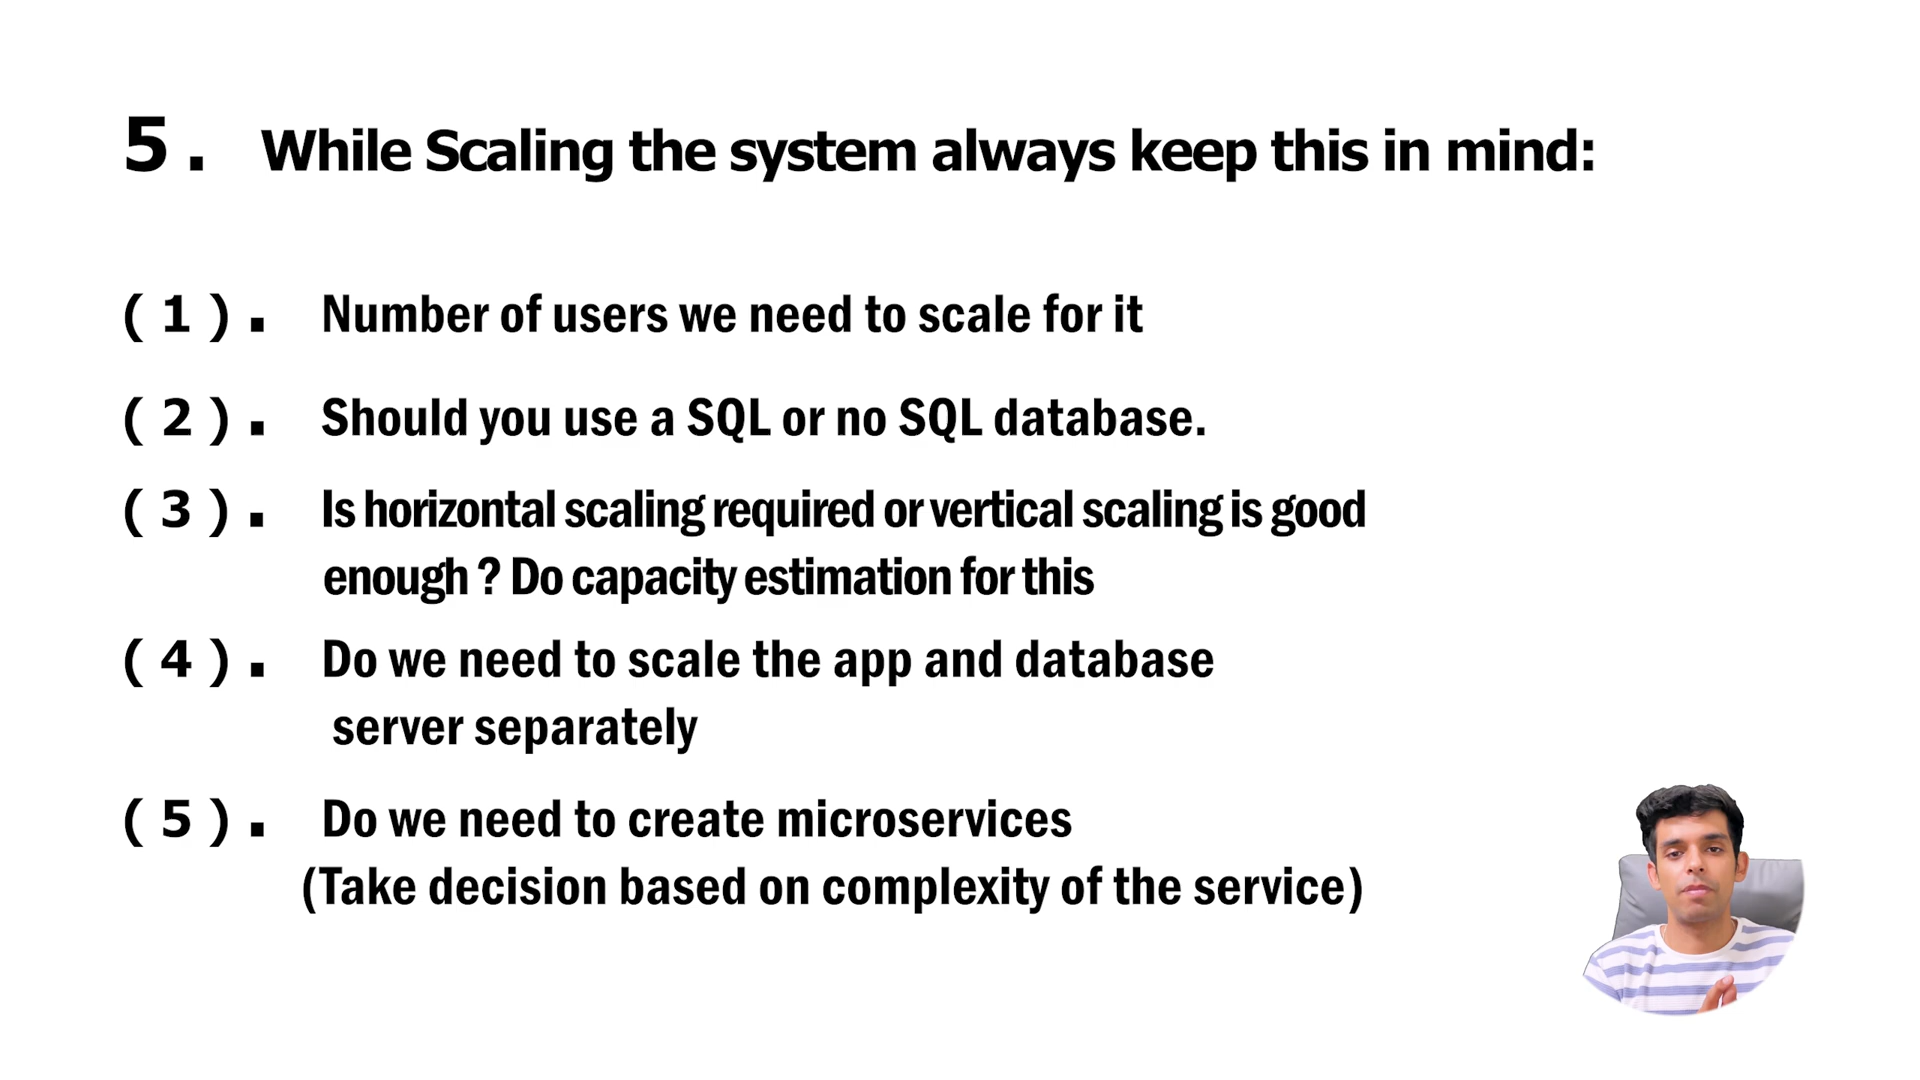 5. While Scaling the system always keep this in mind:
(1). Number of users we need to scale for it
(2). Should you use a SQL or no SQL database.
(3). Is horizontal scaling required or vertical scaling is good
enough ? Do capacity estimation for this
(4). Do we need to scale the app and database
server separately
(5). Do we need to create microservices
(Take decision based on complexity of the service)